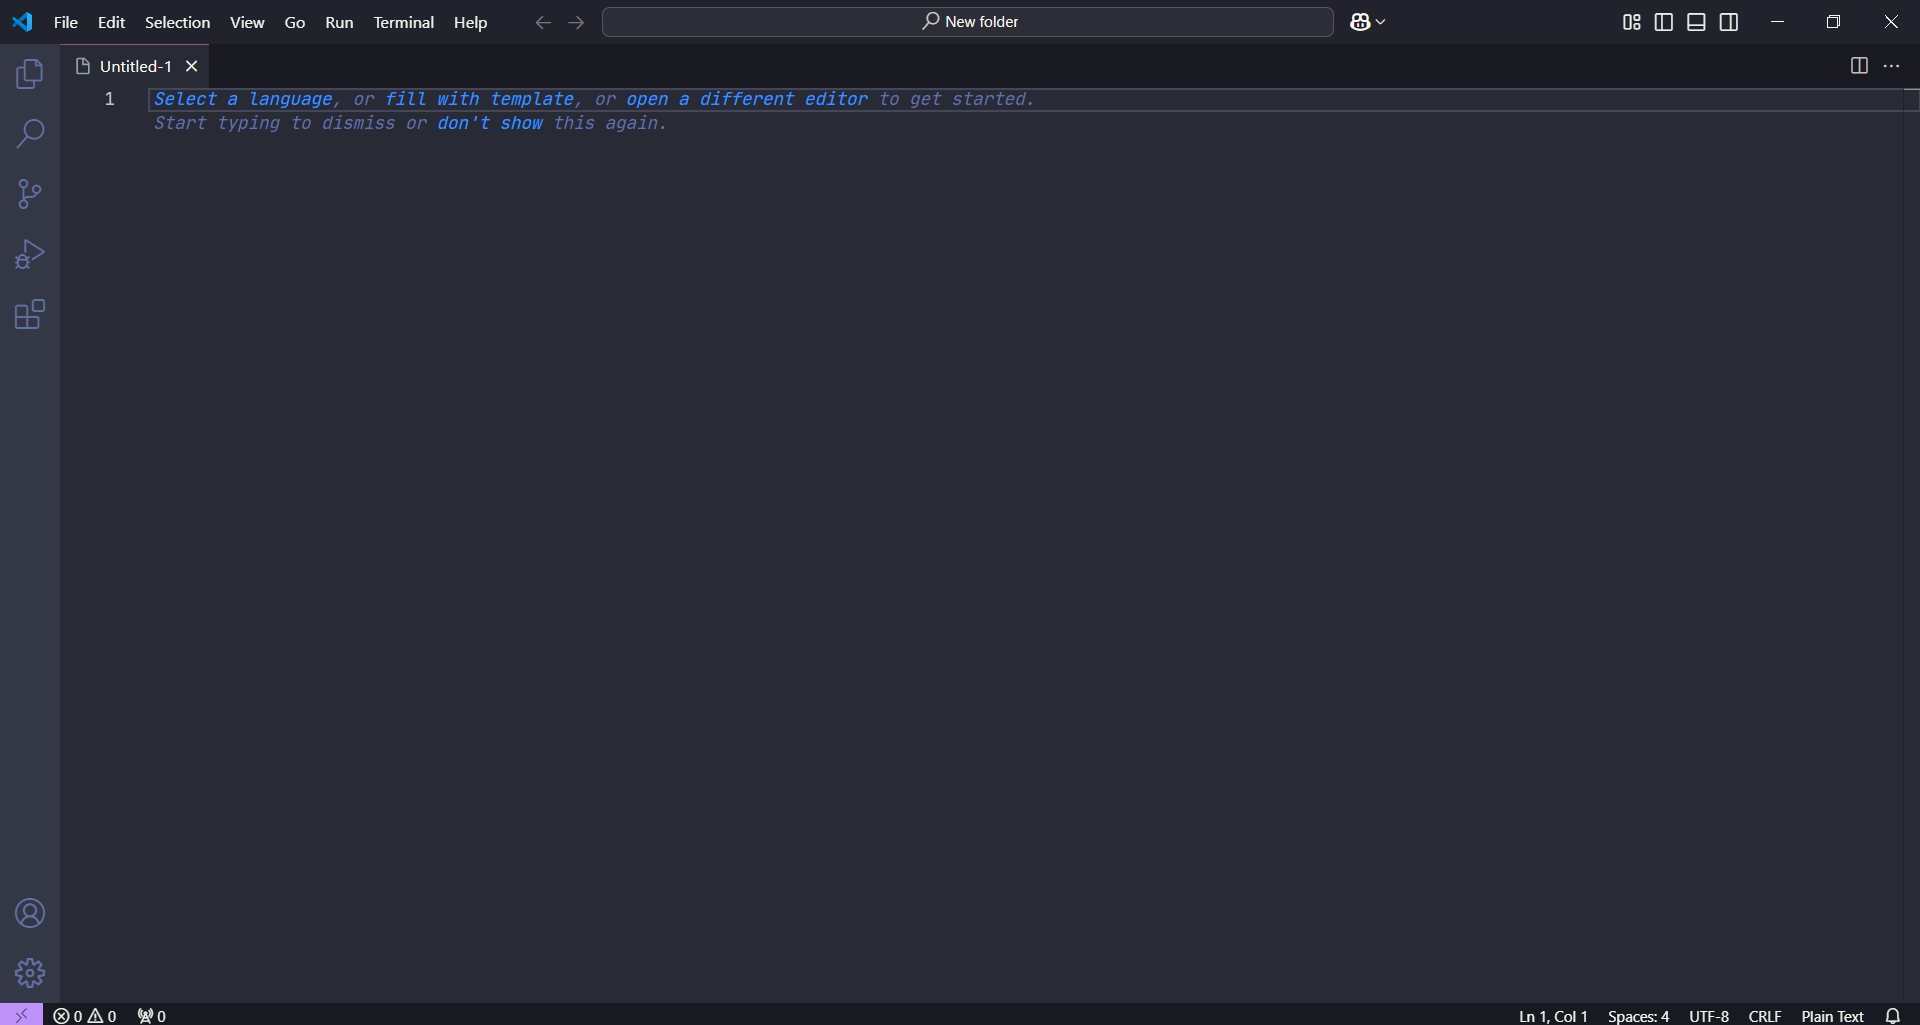 File Edit Selection View Go Run Terminal Help New folder
Untitled-1
1 Select a language, or fill with template, or open a different editor to get started.
Start typing to dismiss or don't show this again.
0 0 0 Ln 1, Col 1 Spaces: 4 UTF-8 CRLF Plain Text